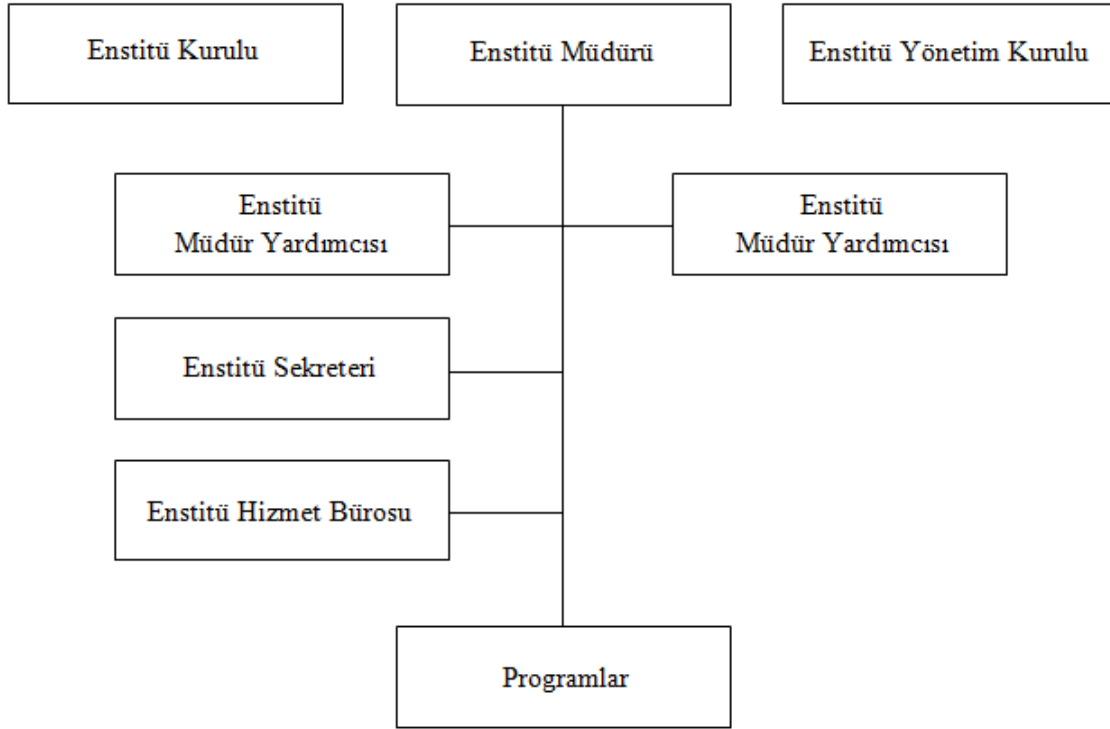 Enstitü Kurulu
Enstitü Müdürü
Enstitü Yönetim Kurulu
Enstitü
Müdür Yardımcısı
Enstitü
Müdür Yardımcısı
Enstitü Sekreteri
Enstitü Hizmet Bürosu
Programlar